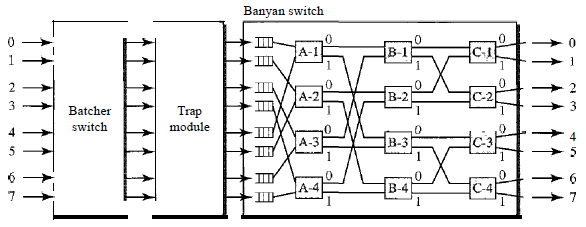 Banyan switch
0 0 0 0 0
A-1 B-1 C-1
1 1 1 1 1
2 0 0 0 2
A-2 B-2 C-2
3 1 1 1 3
Batcher switch
Trap module
4 0 0 0 4
A-3 B-3 C-3
5 1 1 1 5
6 0 0 0 6
A-4 B-4 C-4
7 1 1 1 7